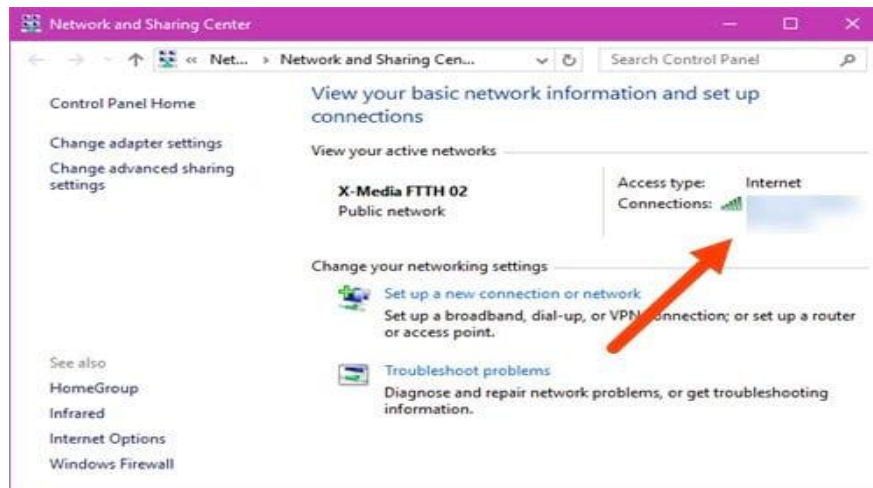 Network and Sharing Center
« Net... › Network and Sharing Cen...
Search Control Panel
Control Panel Home
Change adapter settings
Change advanced sharing
settings
See also
HomeGroup
Infrared
Internet Options
Windows Firewall
View your basic network information and set up
connections
View your active networks
X-Media FTTH 02
Public network
Access type: Internet
Connections:
Change your networking settings
Set up a new connection or network
Set up a broadband, dial-up, or VPN connection; or set up a router
or access point.
Troubleshoot problems
Diagnose and repair network problems, or get troubleshooting
information.